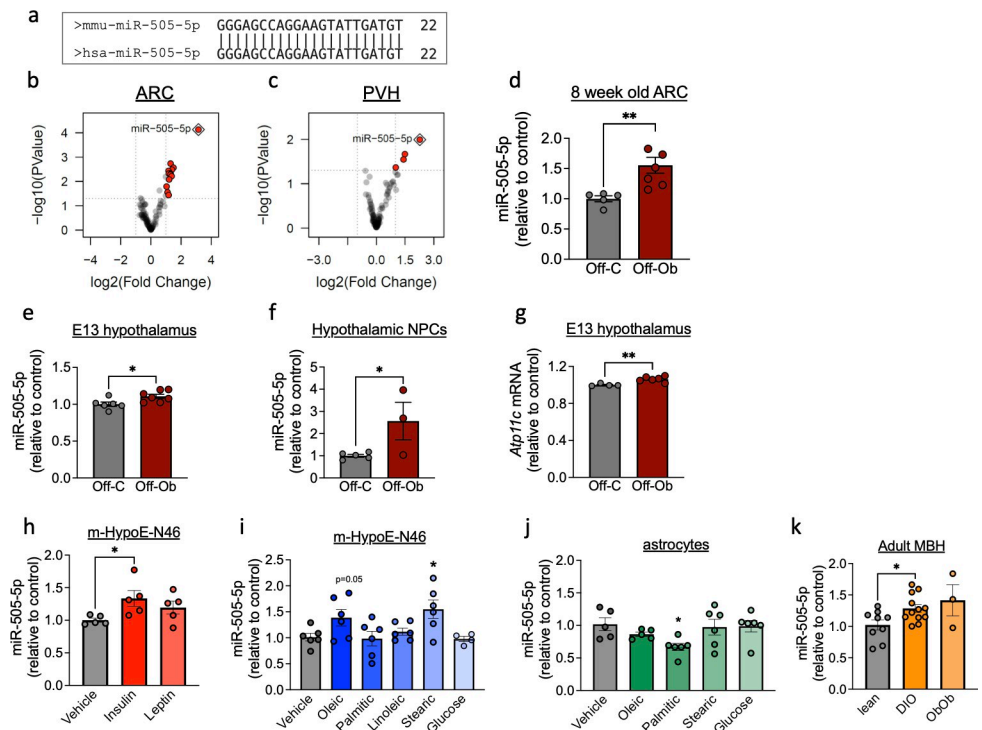 a
>mmu-miR-505-5p GGGAGCCAGGAAGTATTGATGT 22
>hsa-miR-505-5p GGGAGCCAGGAAGTATTGATGT 22
b
ARC
miR-505-5p
-log10(PValue)
4
3
2
1
0
-4 -2 0 2 4
log2(Fold Change)
c
PVH
miR-505-5p
-log10(PValue)
2
1
0
-3.0 0.0 1.5 3.0
log2(Fold Change)
d
8 week old ARC
**
miR-505-5p
(relative to control)
2.0
1.5
1.0
0.5
0.0
Off-C Off-Ob
e
E13 hypothalamus
*
miR-505-5p
(relative to control)
1.5
1.0
0.5
0.0
Off-C Off-Ob
f
Hypothalamic NPCs
*
miR-505-5p
(relative to control)
5
4
3
2
1
0
Off-C Off-Ob
g
E13 hypothalamus
**
Atp11c mRNA
(relative to control)
1.2
0.8
0.4
0.0
Off-C Off-Ob
h
m-HypoE-N46
*
miR-505-5p
(relative to control)
2.0
1.5
1.0
0.5
0.0
Vehicle Insulin Leptin
i
m-HypoE-N46
p=0.05
*
miR-505-5p
(relative to control)
2.5
2.0
1.5
1.0
0.5
0.0
Vehicle Oleic Palmitic Linoleic Stearic Glucose
j
astrocytes
*
miR-505-5p
(relative to control)
2.0
1.5
1.0
0.5
0.0
Vehicle Oleic Palmitic Stearic Glucose
k
Adult MBH
*
miR-505-5p
(relative to control)
2.0
1.5
1.0
0.5
0.0
lean DIO ObOb